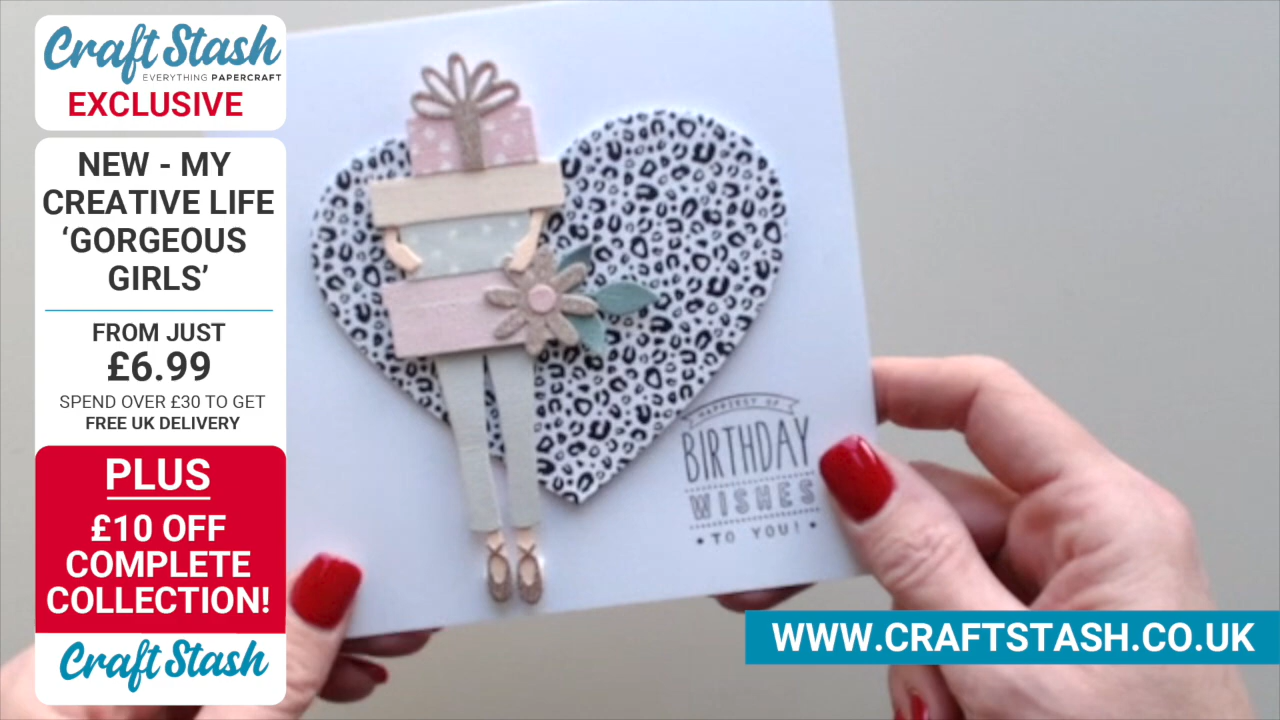 Craft Stash
EVERYTHING PAPERCRAFT
EXCLUSIVE
NEW - MY
CREATIVE LIFE
‘GORGEOUS
GIRLS’
FROM JUST
£6.99
SPEND OVER £30 TO GET
FREE UK DELIVERY
PLUS
£10 OFF
COMPLETE
COLLECTION!
Craft Stash
HAPPIEST OF
BIRTHDAY
WISHES
•TO YOU!•
WWW.CRAFTSTASH.CO.UK